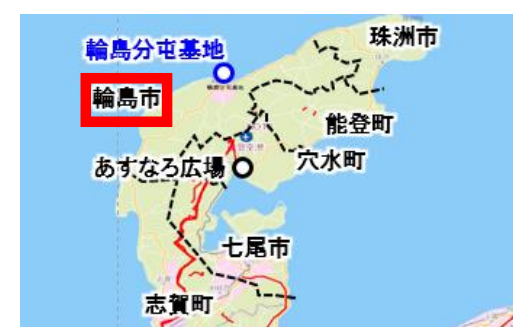 珠洲市
輪島分屯基地
輪島市
能登町
穴水町
あすなろ広場
七尾市
志賀町